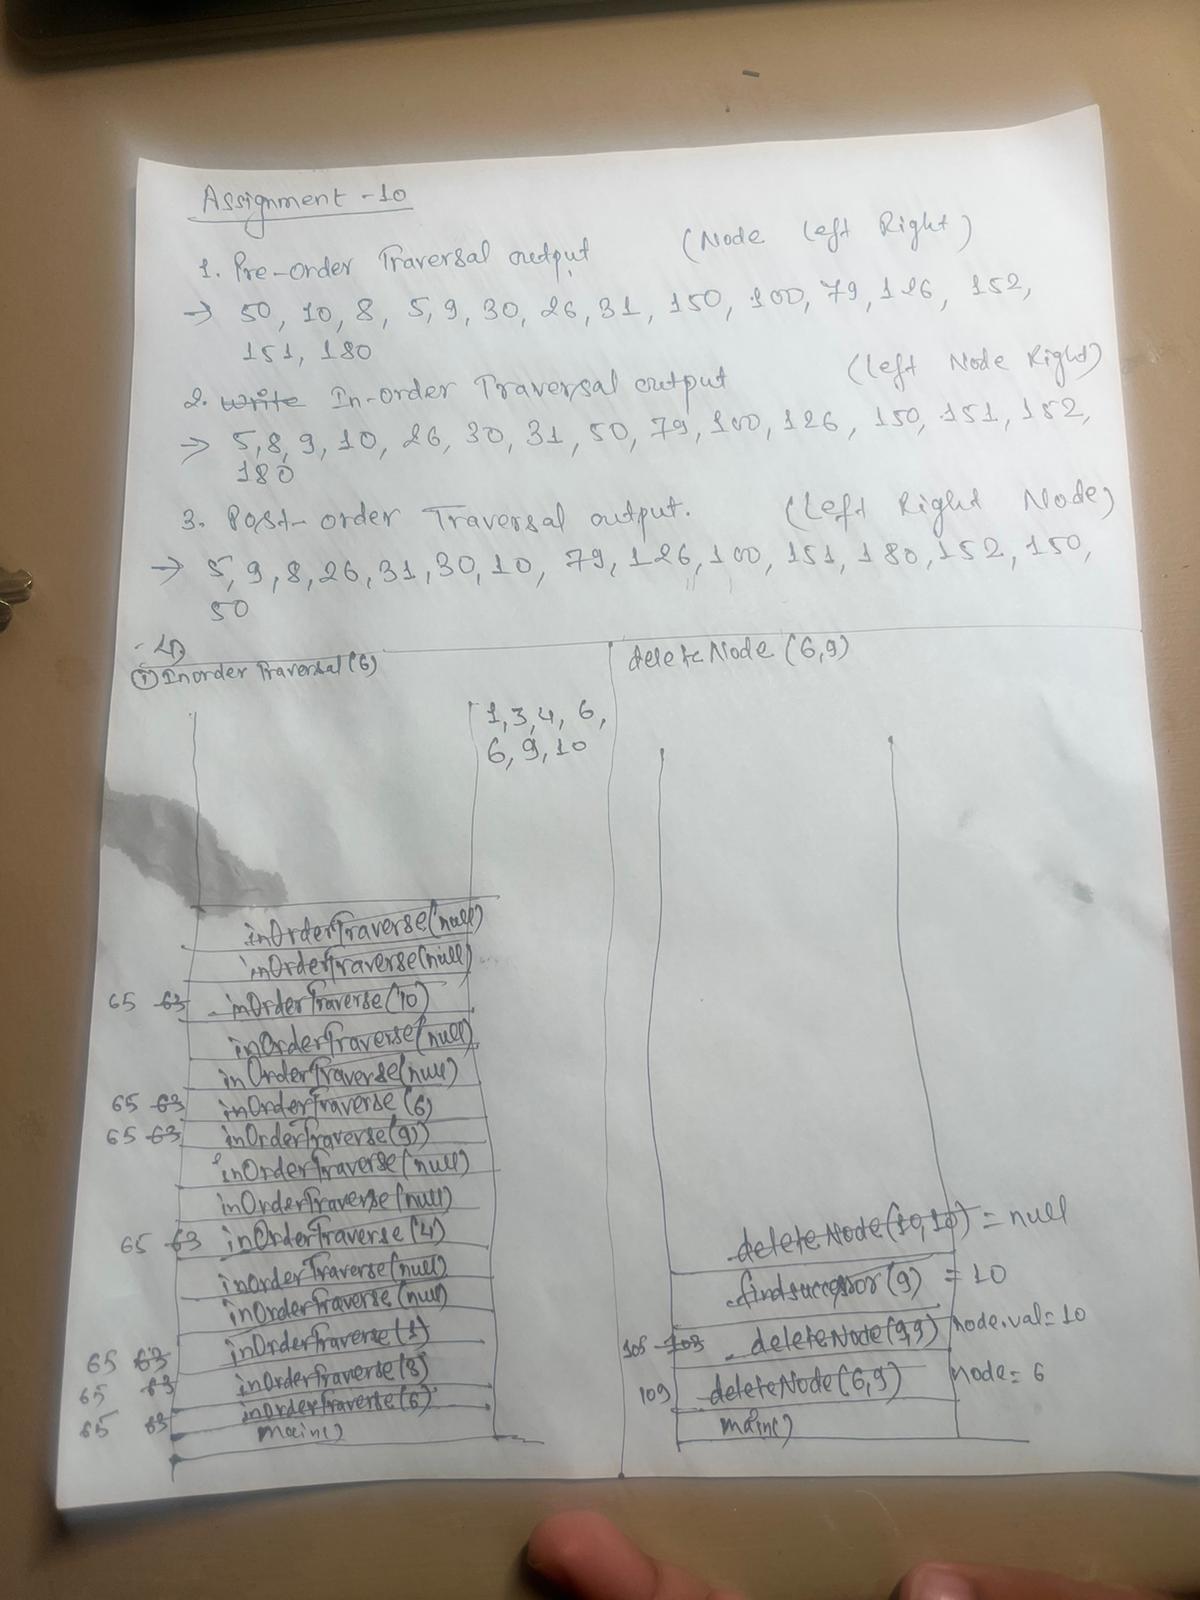 Assignment - 10
1. Pre-order Traversal output (Node Left Right)
→ 50, 10, 8, 5, 9, 30, 26, 31, 150, 100, 79, 126, 152,
151, 180
2. Write In-order Traversal output (Left Node Right)
→ 5, 8, 9, 10, 26, 30, 31, 50, 79, 100, 126, 150, 151, 152,
180
3. Post-order Traversal output. (Left Right Node)
→ 5, 9, 8, 26, 31, 30, 10, 79, 126, 100, 151, 180, 152, 150,
50
4)
① Inorder Traversal (6)
1, 3, 4, 6,
6, 9, 10
inOrderTraverse(null)
inOrderTraverse(null)
65 63 inOrderTraverse(10)
inOrderTraverse(null)
inOrderTraverse(null)
65 63 inOrderTraverse(6)
65 63 inOrderTraverse(9)
inOrderTraverse(null)
inOrderTraverse(null)
65 63 inOrderTraverse(4)
inOrderTraverse(null)
inOrderTraverse(null)
65 63 inOrderTraverse(1)
65 63 inOrderTraverse(3)
65 63 inOrderTraverse(6)
main()
deleteNode (6,9)
deleteNode(10,10) = null
findsuccessor(9) = 10
105 103 deleteNode(9,9) node.val=10
109 deleteNode(6,9) node = 6
main()